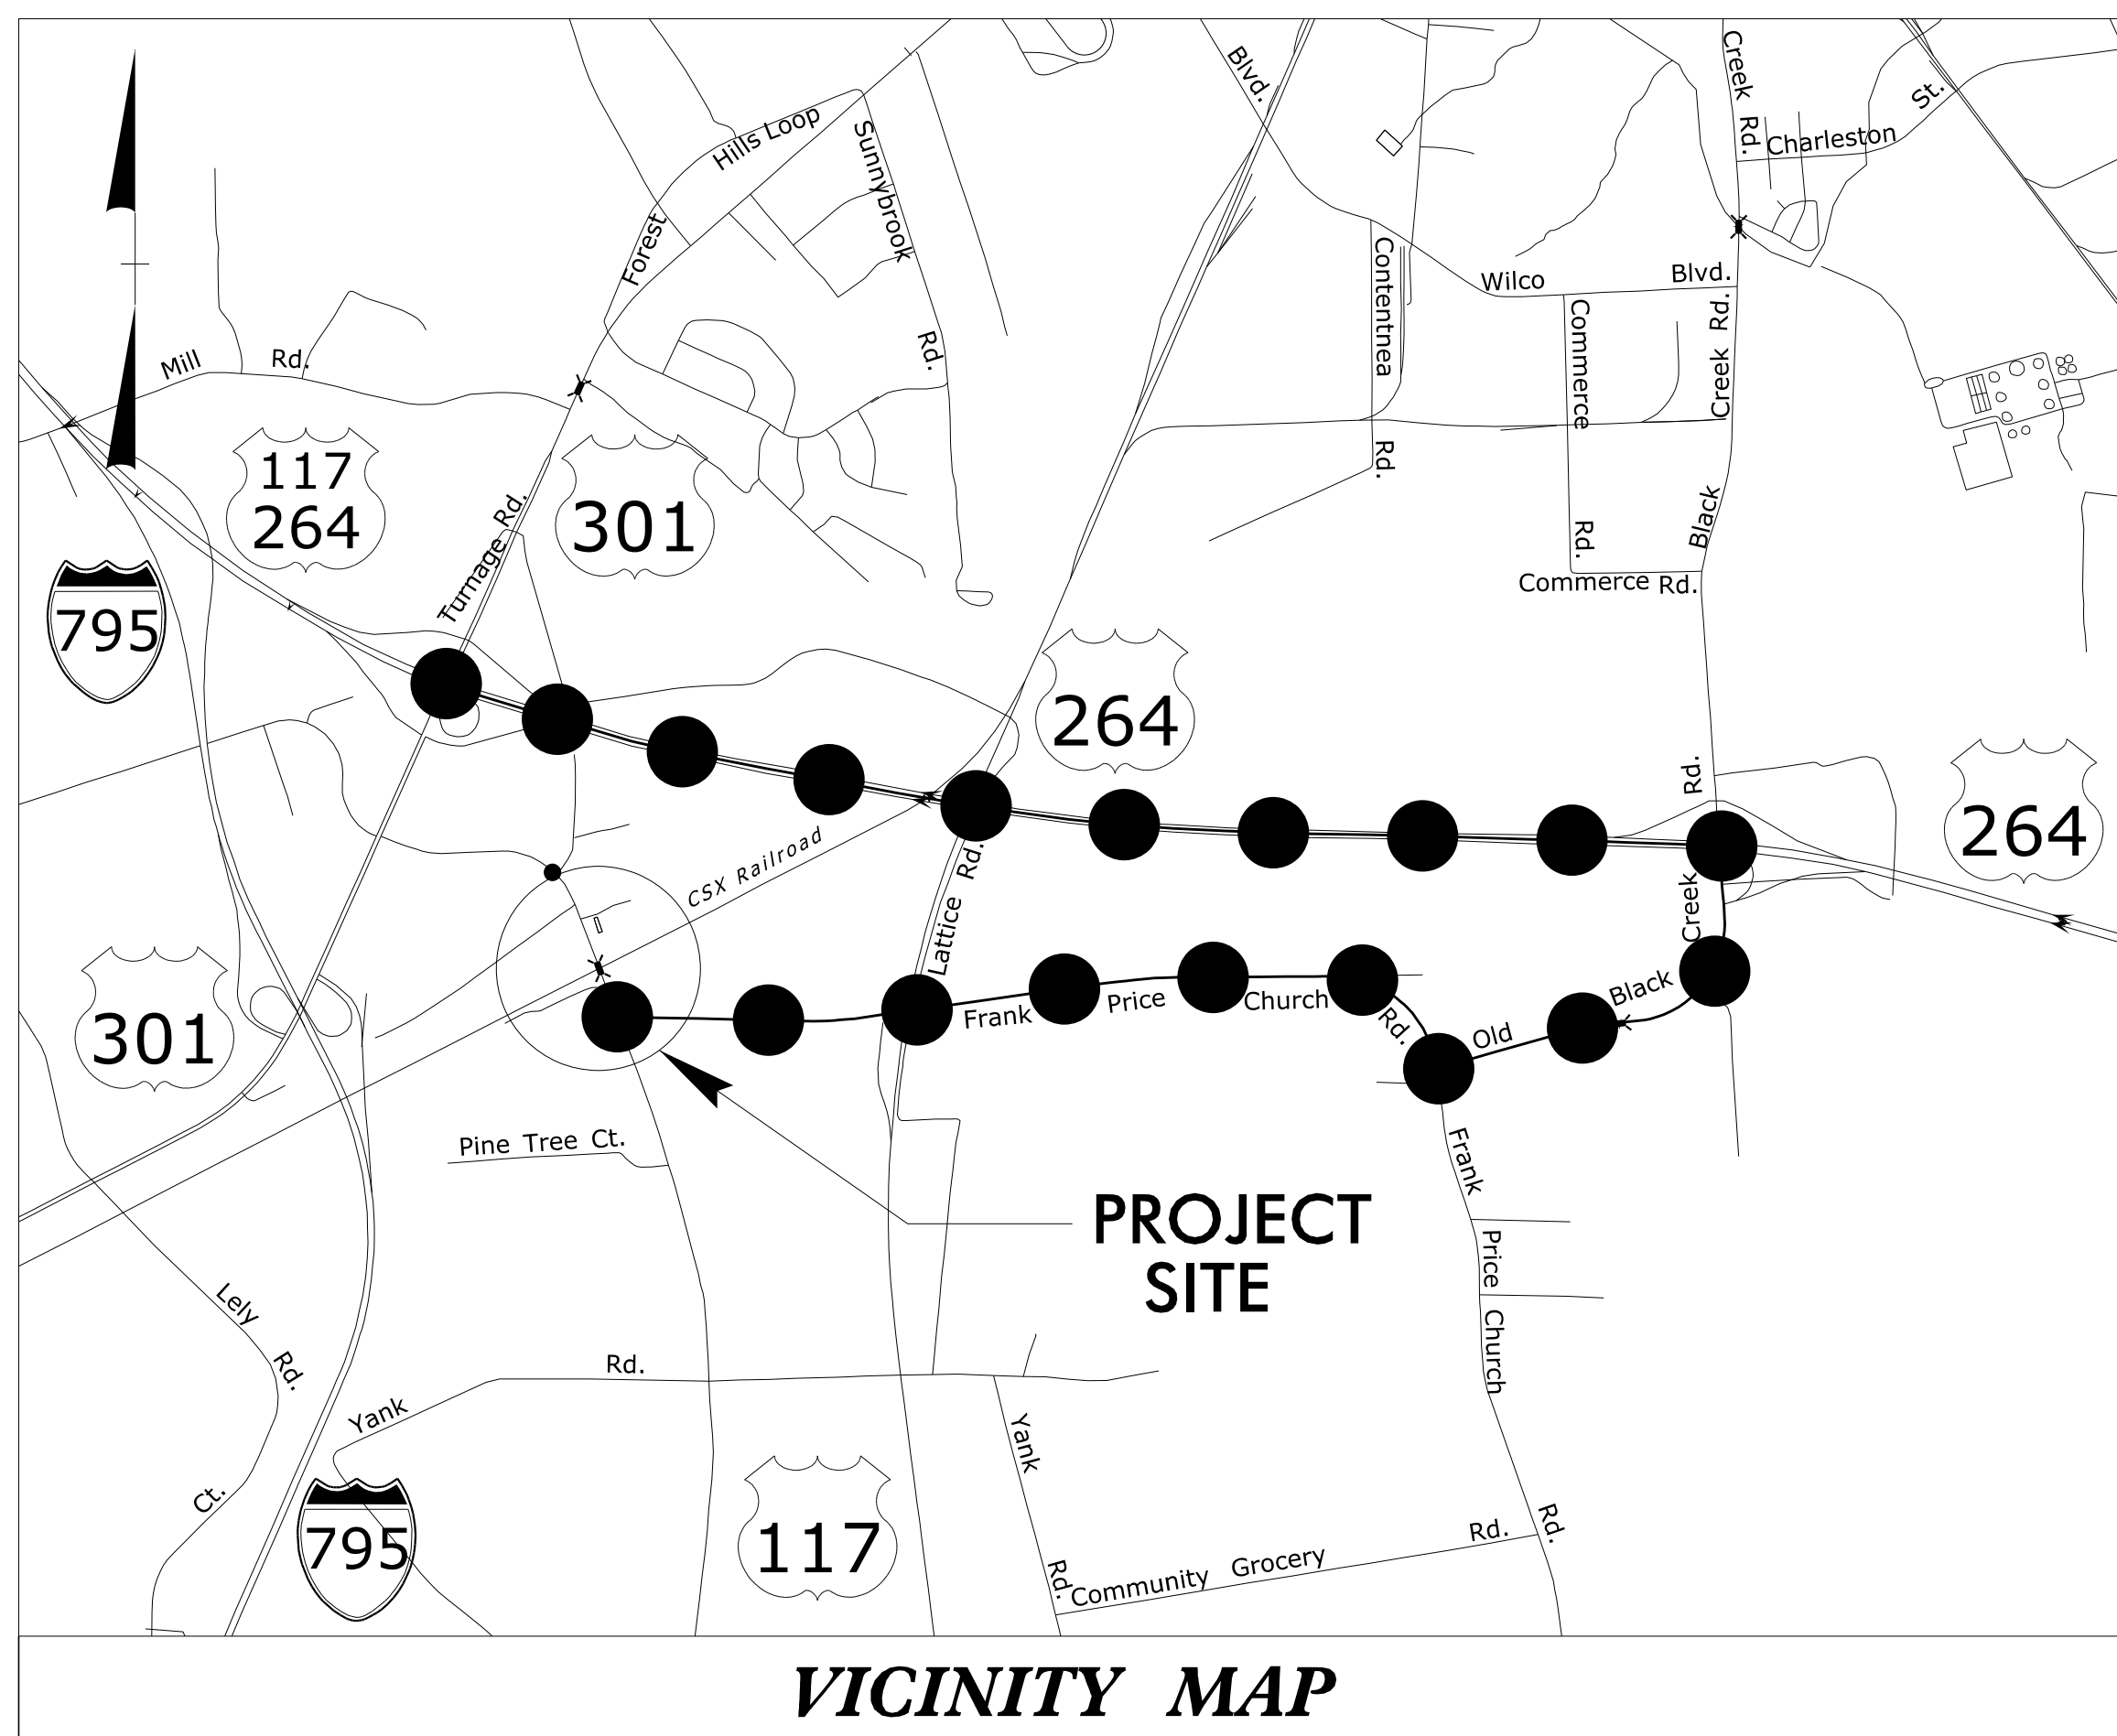 Blvd.
Creek Rd.
St.
Charleston
Hills Loop
Sunnybrook
Forest
Contentnea
Wilco
Blvd.
Mill
Rd.
Rd.
Commerce
Creek Rd.
117
264
301
Rd.
Turnage Rd.
Black
Rd.
Commerce Rd.
795
264
Rd.
264
CSX Railroad
Lattice Rd.
Creek
Black
301
Frank
Price
Church
Rd.
Old
Pine Tree Ct.
Frank
PROJECT
SITE
Price
Church
Lely
Rd.
Rd.
Yank
Yank
Ct.
795
117
Rd.
Rd.
Rd.
Community Grocery
VICINITY MAP